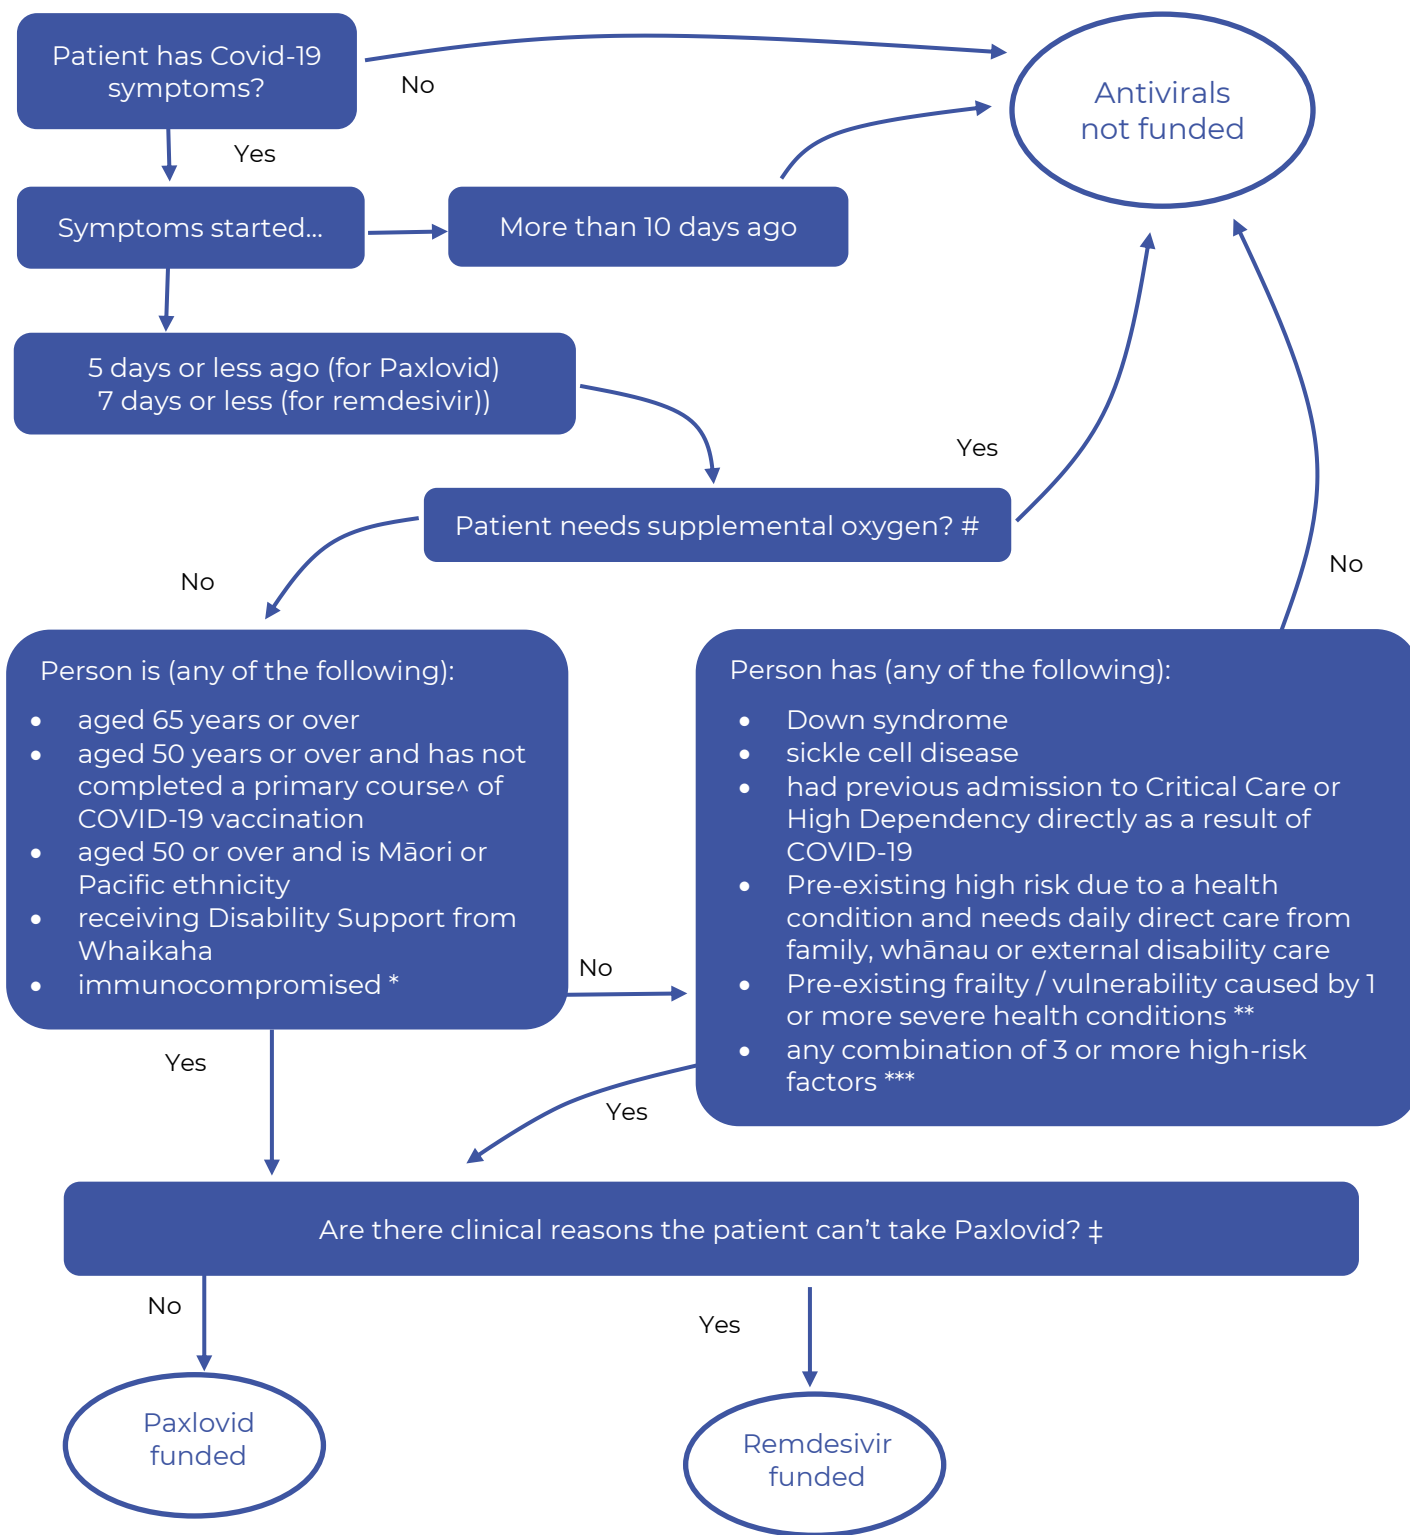 Patient has Covid-19
symptoms?
No
Antivirals
not funded
Yes
Symptoms started...
More than 10 days ago
5 days or less ago (for Paxlovid)
7 days or less (for remdesivir))
Yes
Patient needs supplemental oxygen? #
No
No
Person is (any of the following):
• aged 65 years or over
• aged 50 years or over and has not
completed a primary course^ of
COVID-19 vaccination
• aged 50 or over and is Māori or
Pacific ethnicity
• receiving Disability Support from
Whaikaha
• immunocompromised *
No
Person has (any of the following):
• Down syndrome
• sickle cell disease
• had previous admission to Critical Care or
High Dependency directly as a result of
COVID-19
• Pre-existing high risk due to a health
condition and needs daily direct care from
family, whānau or external disability care
• Pre-existing frailty / vulnerability caused by 1
or more severe health conditions **
• any combination of 3 or more high-risk
factors ***
Yes
Yes
Are there clinical reasons the patient can't take Paxlovid? ‡
No
Yes
Paxlovid
funded
Remdesivir
funded